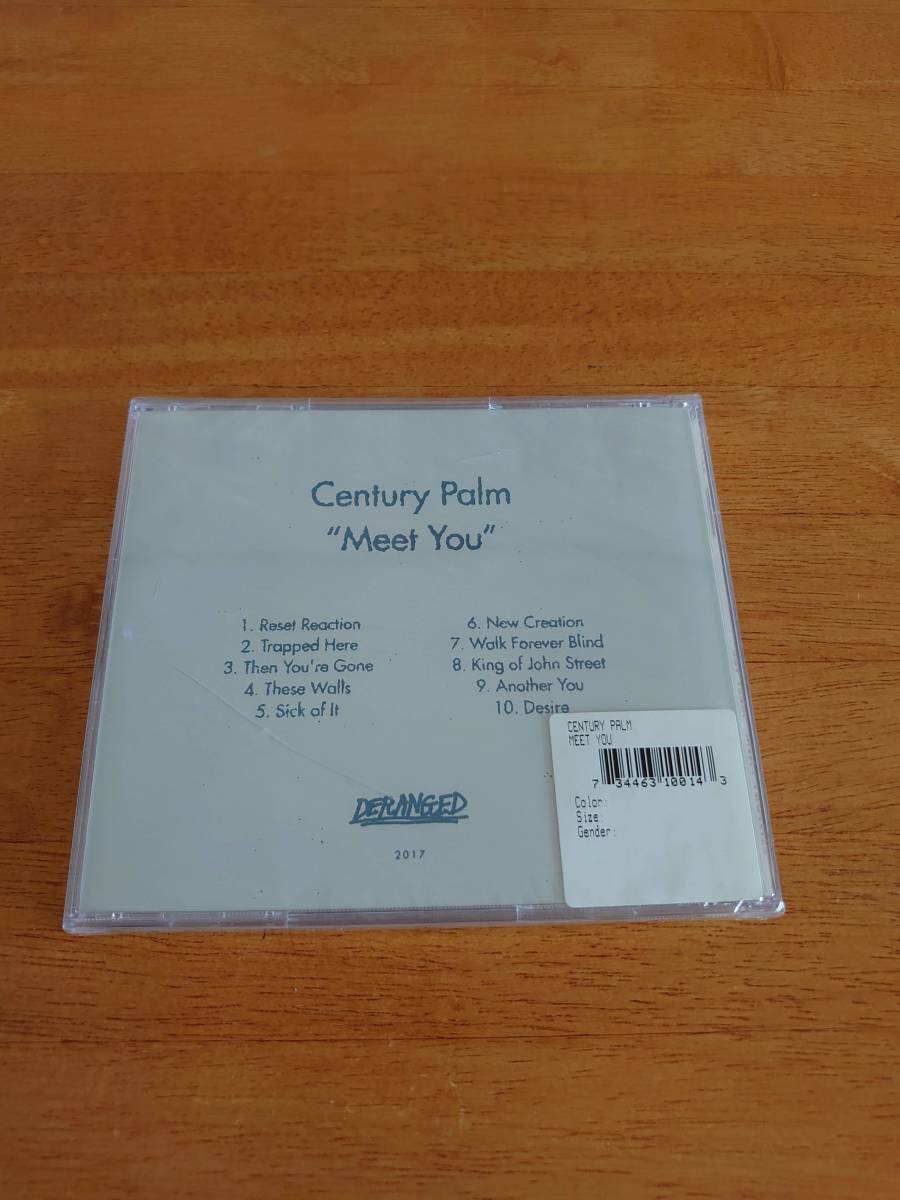 Century Palm
"Meet You"
1. Reset Reaction
2. Trapped Here
3. Then You're Gone
4. These Walls
5. Sick of It
6. New Creation
7. Walk Forever Blind
8. King of John Street
9. Another You
10. Desire
DERANGED
2017
CENTURY PALM
MEET YOU
7 34463 10014 3
Color:
Size:
Gender: